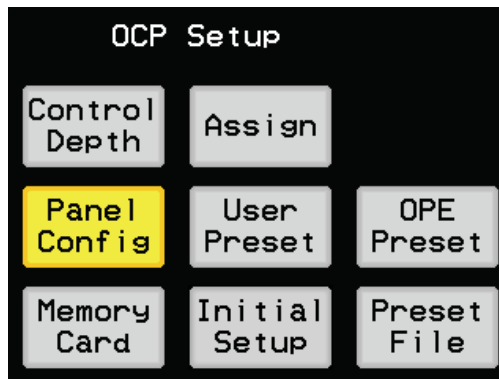 OCP Setup
Control Depth
Assign
Panel Config
User Preset
OPE Preset
Memory Card
Initial Setup
Preset File